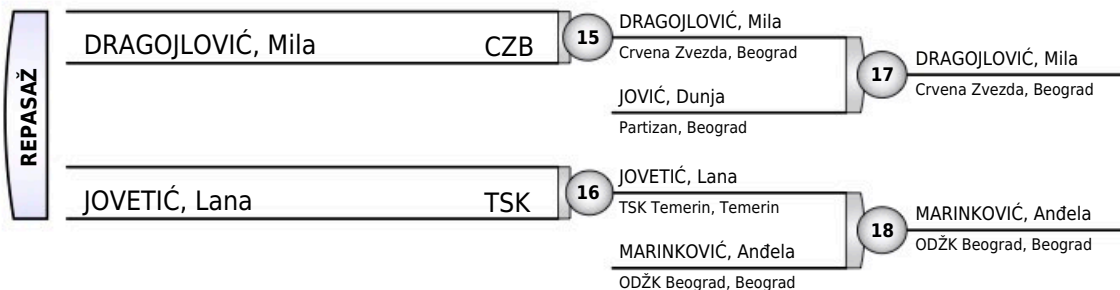 REPASAŽ
DRAGOJLOVIĆ, Mila CZB
15
DRAGOJLOVIĆ, Mila
Crvena Zvezda, Beograd
JOVIĆ, Dunja
Partizan, Beograd
17
DRAGOJLOVIĆ, Mila
Crvena Zvezda, Beograd
JOVETIĆ, Lana TSK
16
JOVETIĆ, Lana
TSK Temerin, Temerin
MARINKOVIĆ, Anđela
ODŽK Beograd, Beograd
18
MARINKOVIĆ, Anđela
ODŽK Beograd, Beograd